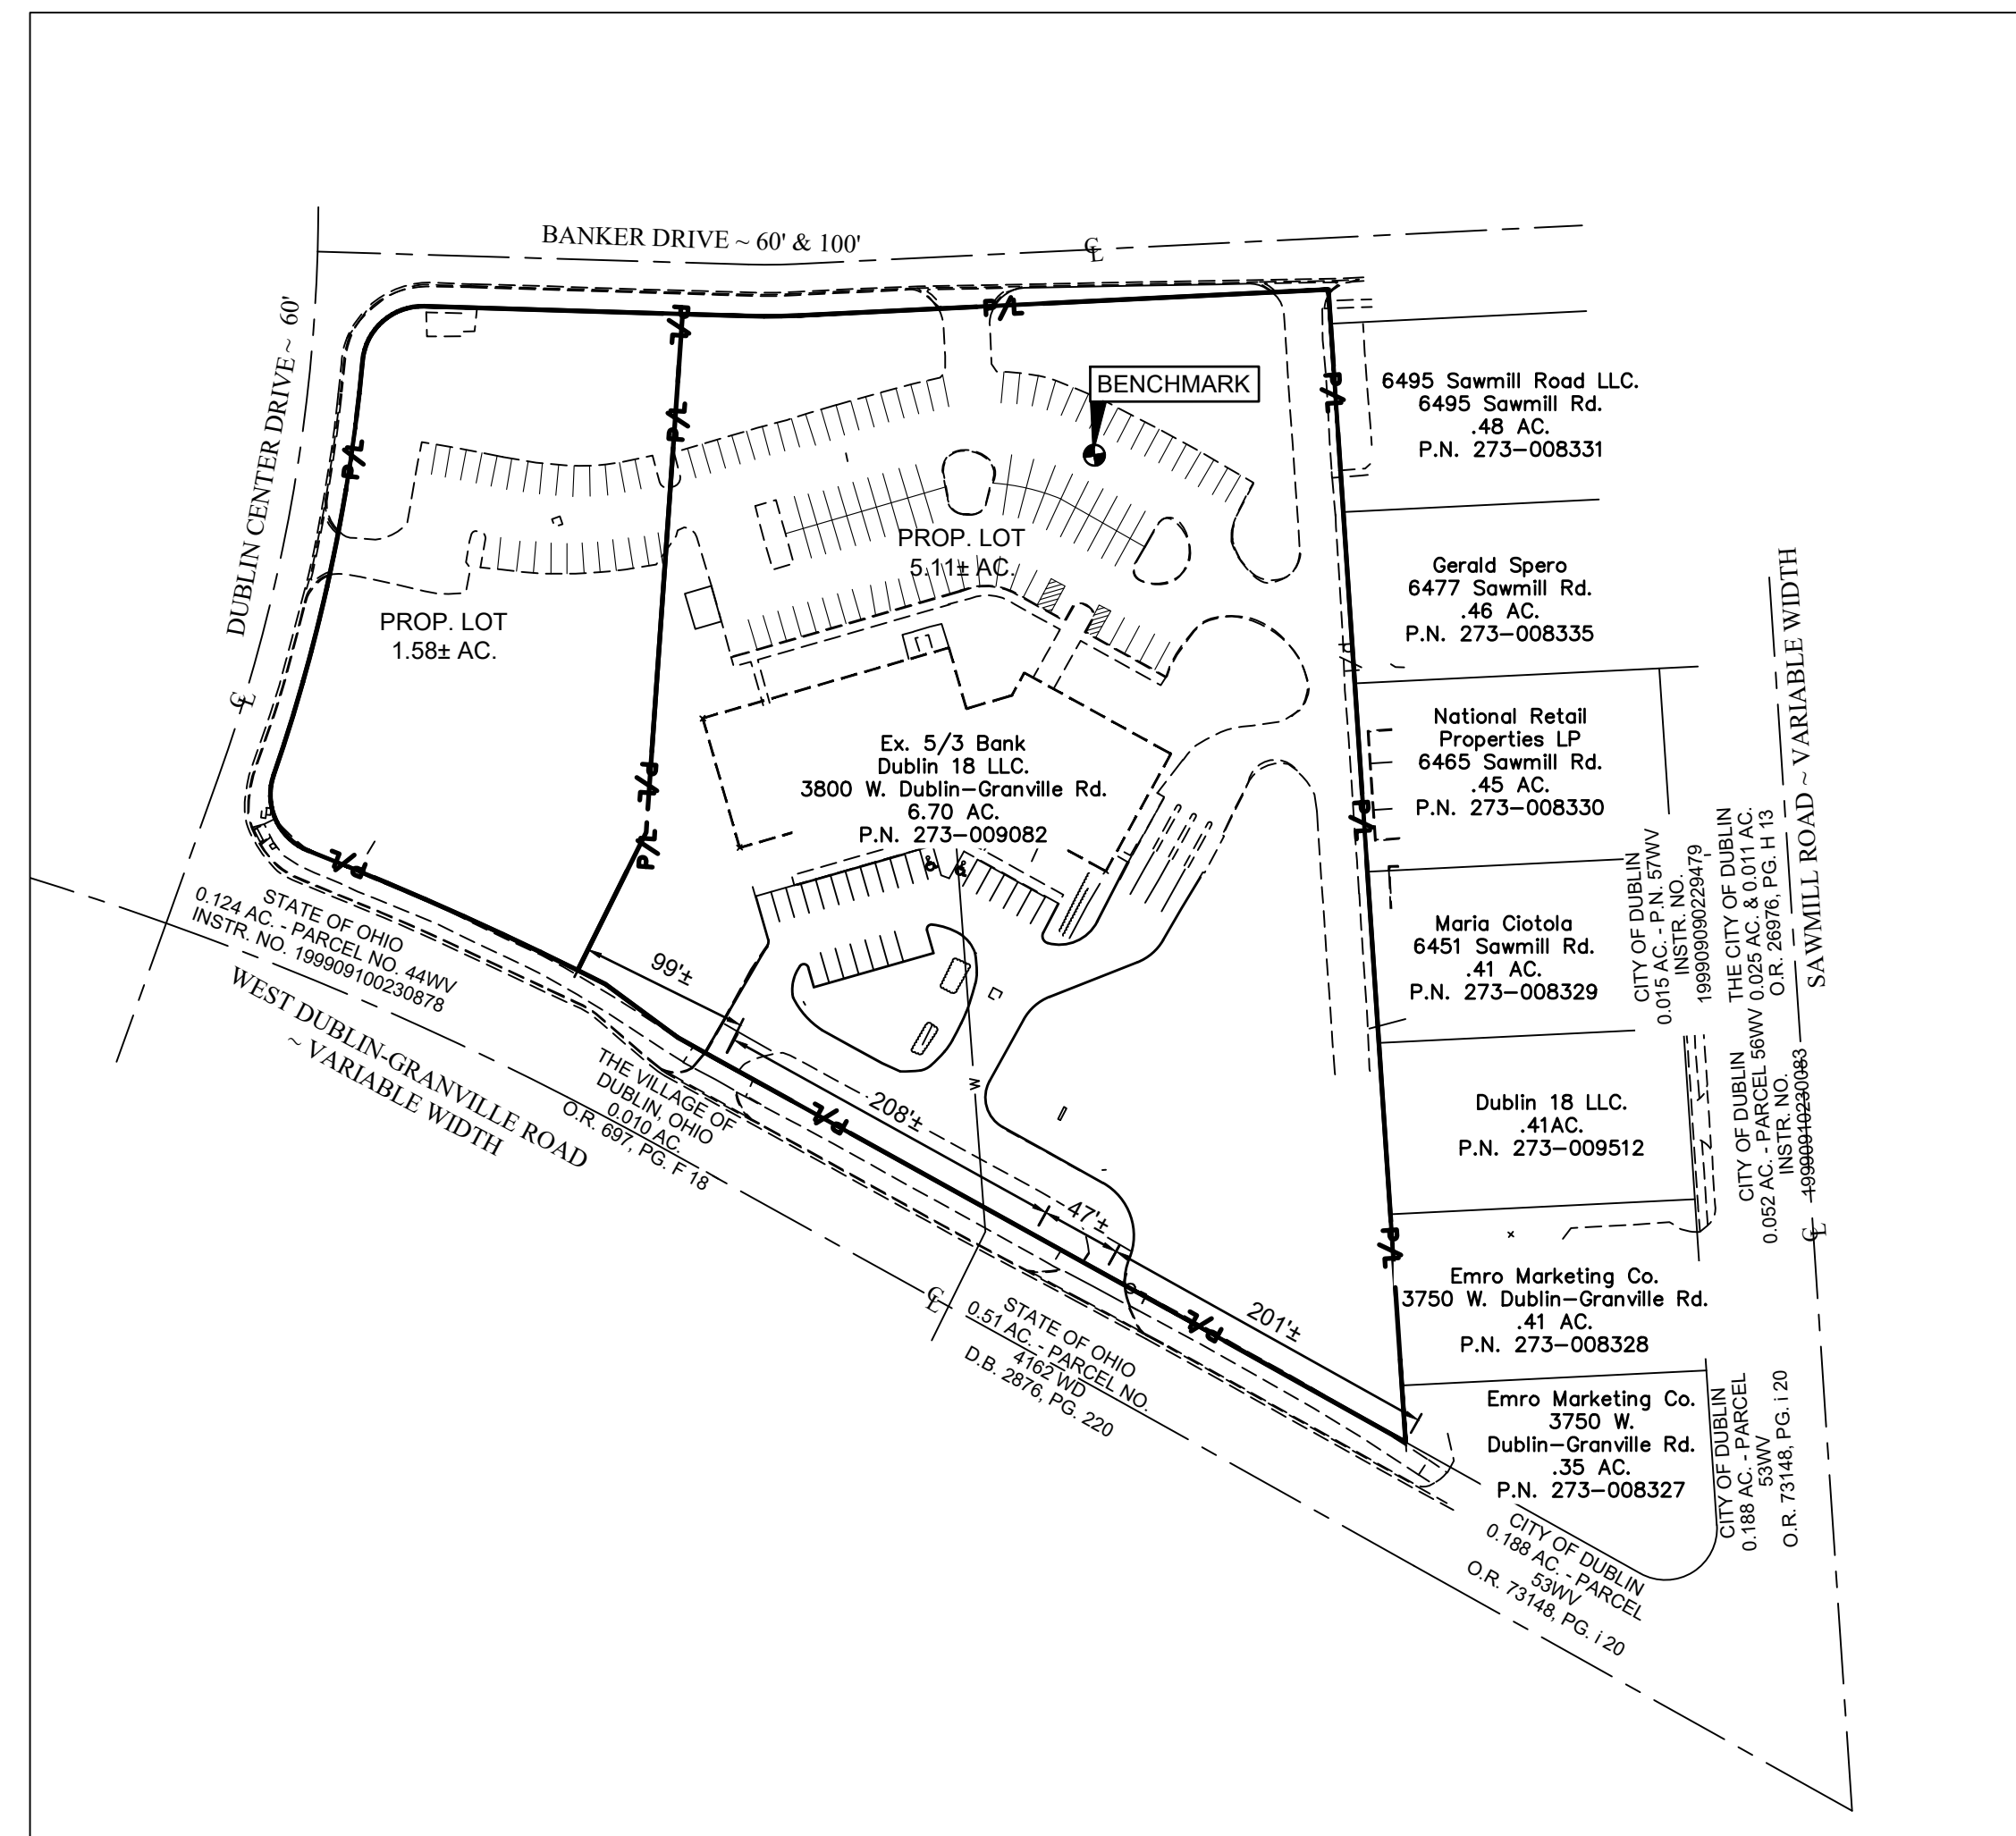 BANKER DRIVE ~ 60' & 100'
℄
DUBLIN CENTER DRIVE ~ 60'
℄
P/L
P/L
P/L
P/L
P/L
P/L
P/L
P/L
P/L
P/L
P/L
P/L
BENCHMARK
PROP. LOT
5.11± AC.
PROP. LOT
1.58± AC.
Ex. 5/3 Bank
Dublin 18 LLC.
3800 W. Dublin-Granville Rd.
6.70 AC.
P.N. 273-009082
6495 Sawmill Road LLC.
6495 Sawmill Rd.
.48 AC.
P.N. 273-008331
Gerald Spero
6477 Sawmill Rd.
.46 AC.
P.N. 273-008335
National Retail
Properties LP
6465 Sawmill Rd.
.45 AC.
P.N. 273-008330
Maria Ciotola
6451 Sawmill Rd.
.41 AC.
P.N. 273-008329
Dublin 18 LLC.
.41AC.
P.N. 273-009512
Emro Marketing Co.
3750 W. Dublin-Granville Rd.
.41 AC.
P.N. 273-008328
Emro Marketing Co.
3750 W.
Dublin-Granville Rd.
.35 AC.
P.N. 273-008327
CITY OF DUBLIN
0.015 AC. - P.N. 57WV
INSTR. NO.
199909090229479
THE CITY OF DUBLIN
0.025 AC. & 0.011 AC.
O.R. 26976, PG. H 13
CITY OF DUBLIN
0.052 AC. - PARCEL 56WV
INSTR. NO.
19990910230083
SAWMILL ROAD ~ VARIABLE WIDTH
℄
CITY OF DUBLIN
0.188 AC. - PARCEL
53WV
O.R. 73148, PG. i 20
CITY OF DUBLIN
0.188 AC. - PARCEL
53WV
O.R. 73148, PG. i 20
STATE OF OHIO
0.124 AC. - PARCEL NO. 44WV
INSTR. NO. 199909100230878
WEST DUBLIN-GRANVILLE ROAD
~ VARIABLE WIDTH
THE VILLAGE OF
DUBLIN, OHIO
0.010 AC.
O.R. 697, PG. F 18
99'±
208'±
47'±
201'±
W
℄
STATE OF OHIO
0.51 AC. - PARCEL NO.
4162 WD
D.B. 2876, PG. 220